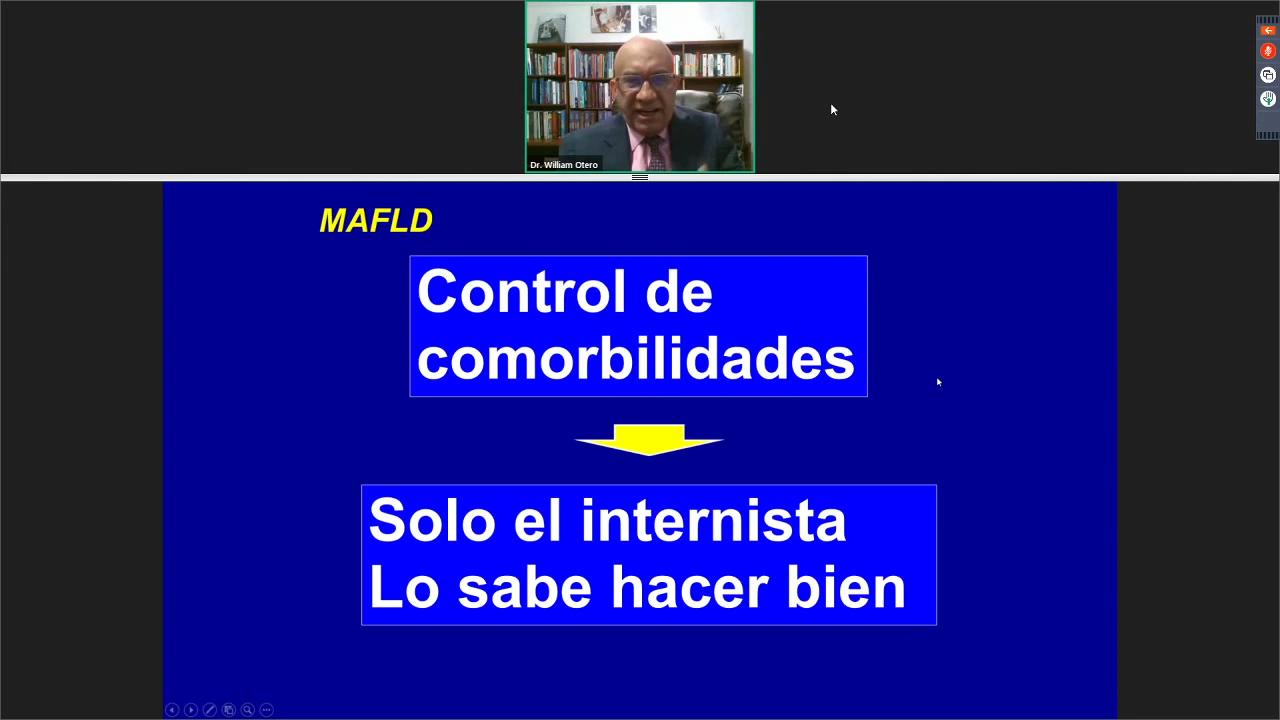 Dr. William Otero
MAFLD
Control de
comorbilidades
Solo el internista
Lo sabe hacer bien